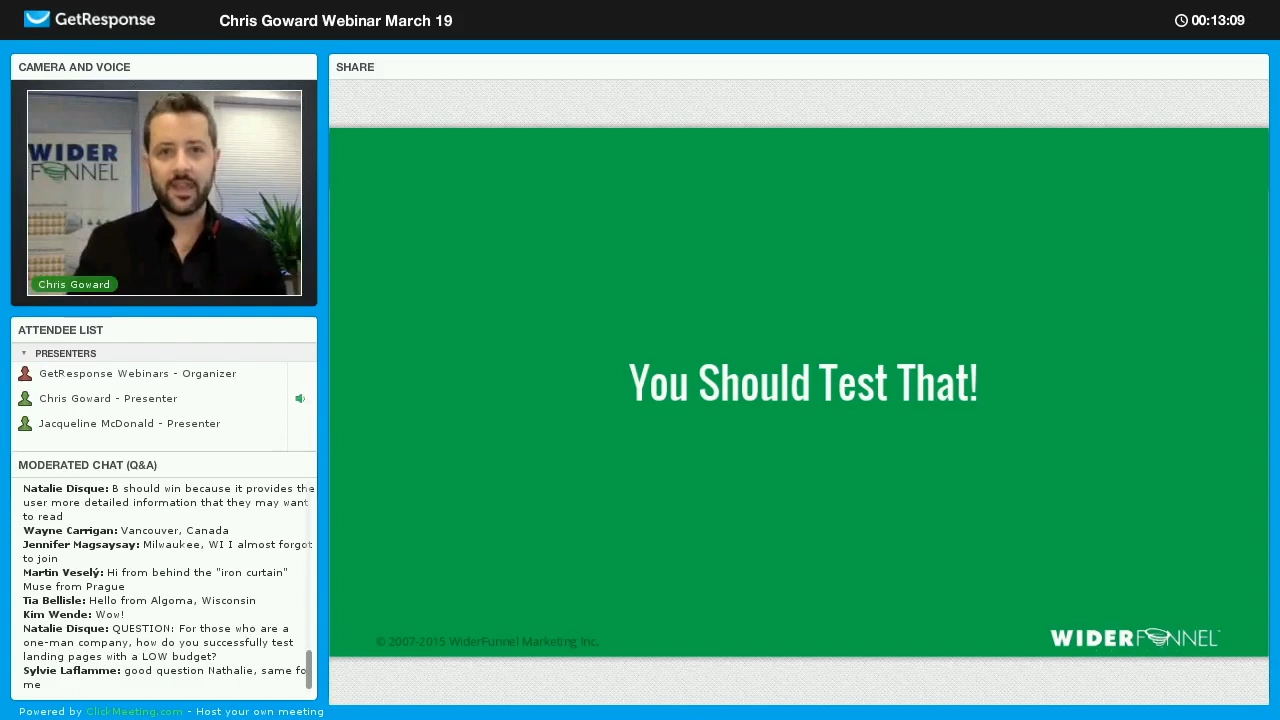 GetResponse
Chris Goward Webinar March 19
00:13:09
CAMERA AND VOICE
WIDER
FUNNEL
Chris Goward
ATTENDEE LIST
PRESENTERS
GetResponse Webinars - Organizer
Chris Goward - Presenter
Jacqueline McDonald - Presenter
MODERATED CHAT (Q&A)
Natalie Disque: B should win because it provides the
user more detailed information that they may want
to read
Wayne Carrigan: Vancouver, Canada
Jennifer Magsaysay: Milwaukee, WI I almost forgot
to join
Martin Veselý: Hi from behind the "iron curtain"
Muse from Prague
Tia Bellisle: Hello from Algoma, Wisconsin
Kim Wende: Wow!
Natalie Disque: QUESTION: For those who are a
one-man company, how do you successfully test
landing pages with a LOW budget?
Sylvie Laflamme: good question Nathalie, same fo
me
Powered by ClickMeeting.com - Host your own meeting
SHARE
You Should Test That!
© 2007-2015 WiderFunnel Marketing Inc.
WIDERFUNNEL